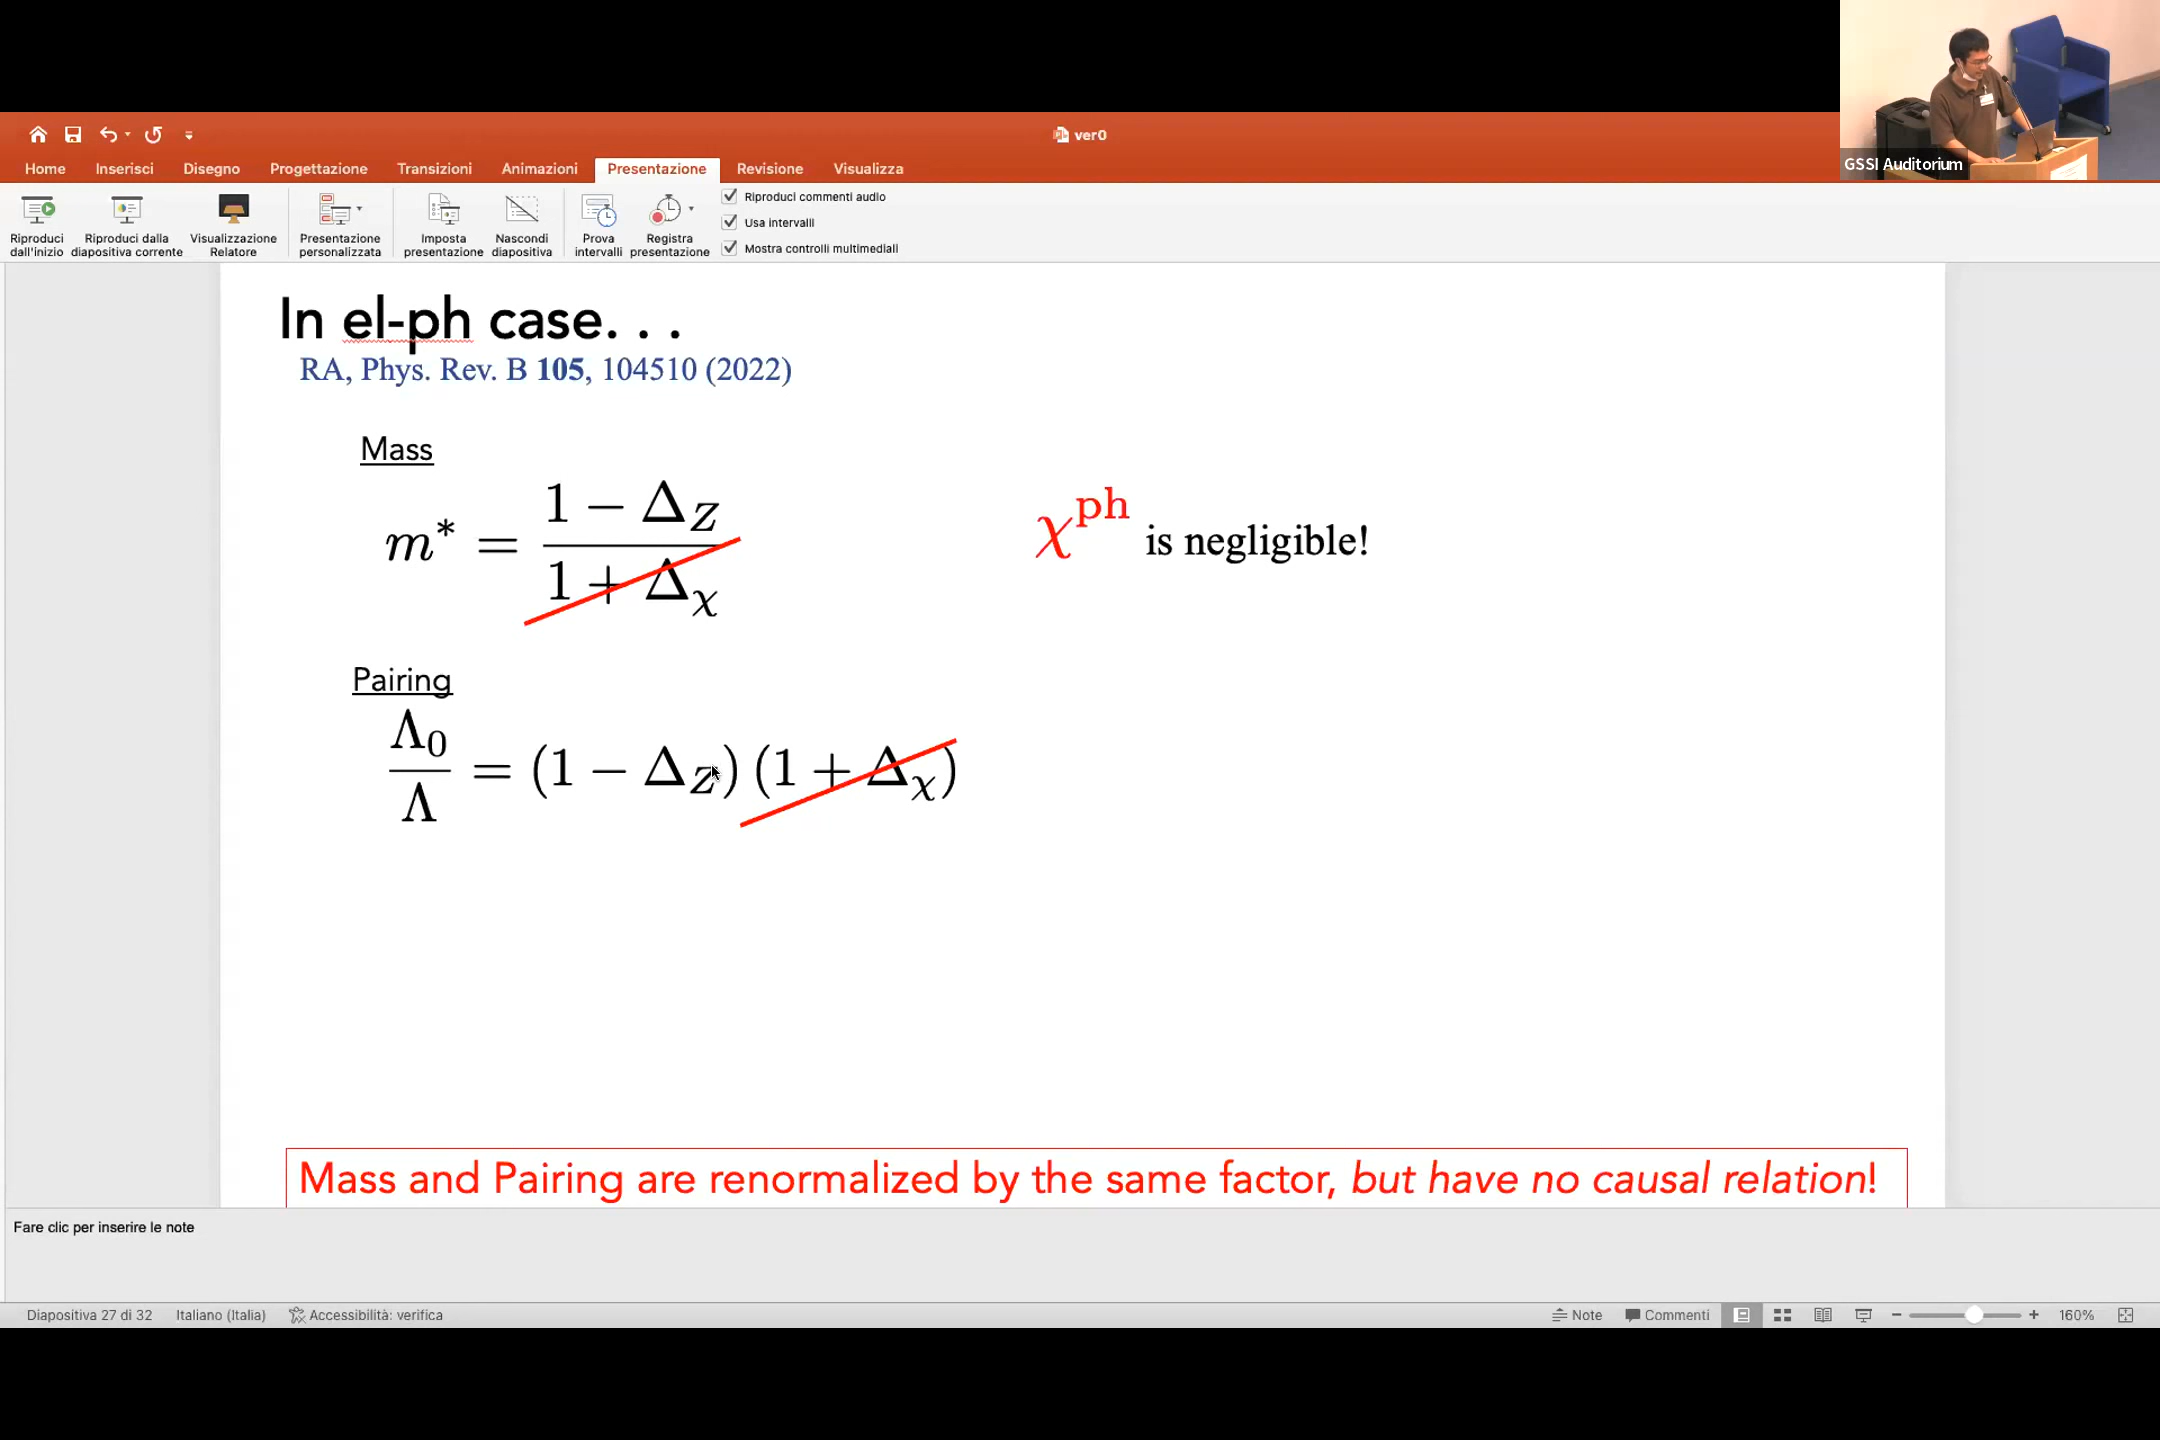 ver0
Home Inserisci Disegno Progettazione Transizioni Animazioni Presentazione Revisione Visualizza
Riproduci dall'inizio
Riproduci dalla diapositiva corrente
Visualizzazione Relatore
Presentazione personalizzata
Imposta presentazione
Nascondi diapositiva
Prova intervalli
Registra presentazione
Riproduci commenti audio
Usa intervalli
Mostra controlli multimediali
GSSI Auditorium
In el-ph case. . .
RA, Phys. Rev. B 105, 104510 (2022)
Mass
m* = (1 − Δ_Z) / (1 + Δ_χ)
χ^ph is negligible!
Pairing
Λ₀ / Λ = (1 − Δ_Z) (1 + Δ_χ)
Mass and Pairing are renormalized by the same factor, but have no causal relation!
Fare clic per inserire le note
Diapositiva 27 di 32 Italiano (Italia) Accessibilità: verifica Note Commenti 160%